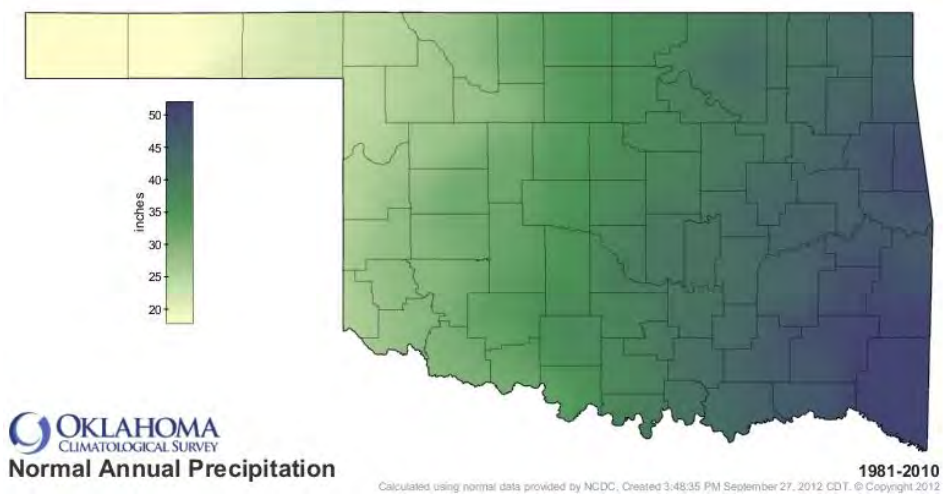 50
45
40
35
30
25
20
inches
OKLAHOMA
CLIMATOLOGICAL SURVEY
Normal Annual Precipitation
1981-2010
Calculated using normal data provided by NCDC. Created 3:48:35 PM September 27, 2012 CDT. © Copyright 2012